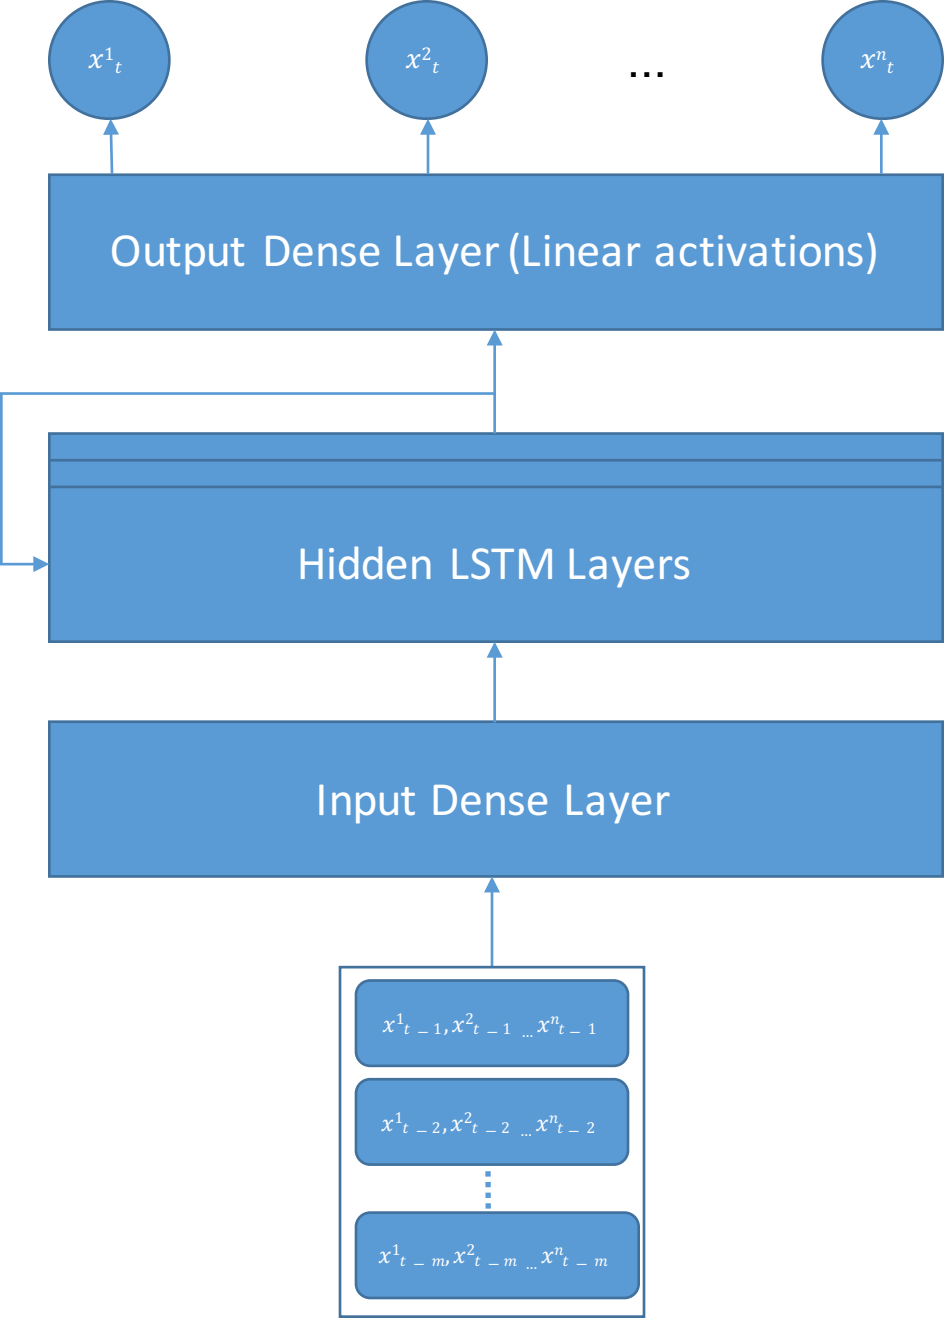 x¹ₜ x²ₜ ... xⁿₜ
Output Dense Layer (Linear activations)
Hidden LSTM Layers
Input Dense Layer
x¹ₜ ₋ ₁, x²ₜ ₋ ₁ ... xⁿₜ ₋ ₁
x¹ₜ ₋ ₂, x²ₜ ₋ ₂ ... xⁿₜ ₋ ₂
x¹ₜ ₋ ₘ, x²ₜ ₋ ₘ ... xⁿₜ ₋ ₘ